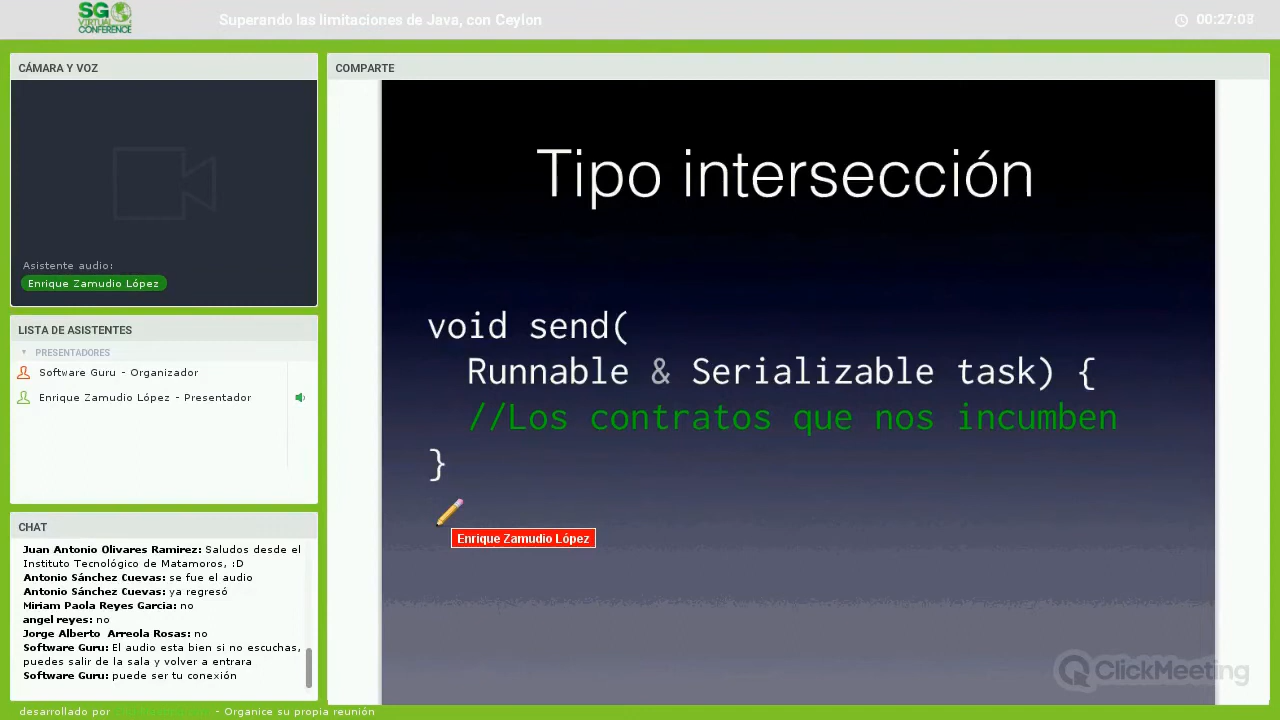 SG
VIRTUAL
CONFERENCE
Superando las limitaciones de Java, con Ceylon
CÁMARA Y VOZ
Asistente audio:
Enrique Zamudio López
LISTA DE ASISTENTES
PRESENTADORES
Software Guru - Organizador
Enrique Zamudio López - Presentador
CHAT
Juan Antonio Olivares Ramirez: Saludos desde el
Instituto Tecnológico de Matamoros, :D
Antonio Sánchez Cuevas: se fue el audio
Antonio Sánchez Cuevas: ya regresó
Miriam Paola Reyes Garcia: no
angel reyes: no
Jorge Alberto Arreola Rosas: no
Software Guru: El audio esta bien si no escuchas,
puedes salir de la sala y volver a entrara
Software Guru: puede ser tu conexión
desarrollado por
- Organice su propia reunión
COMPARTE
Tipo intersección
void send(
Runnable & Serializable task) {
//Los contratos que nos incumben
}
Enrique Zamudio López
ClickMeeting